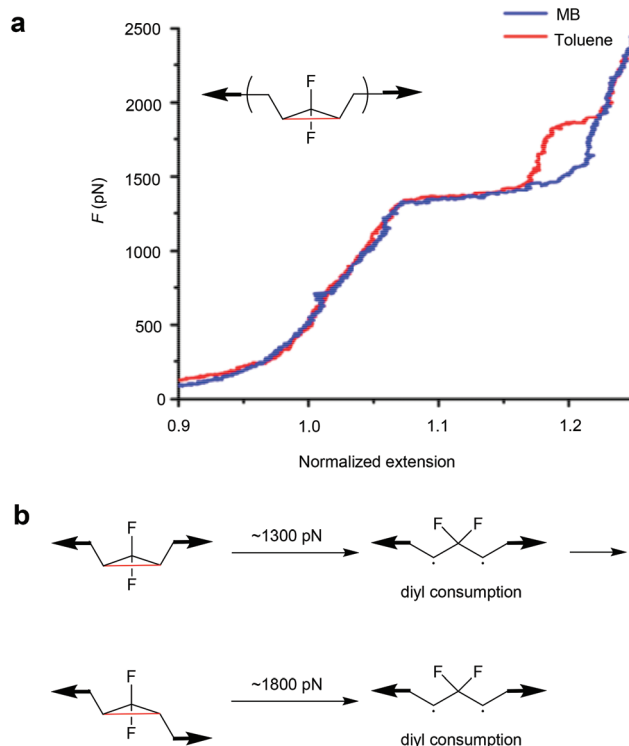 a
MB
Toluene
2500
2000
1500
1000
500
0
F (pN)
F
F
0.9
1.0
1.1
1.2
Normalized extension
b
F
F
~1300 pN
F F
diyl consumption
F
F
~1800 pN
F F
diyl consumption